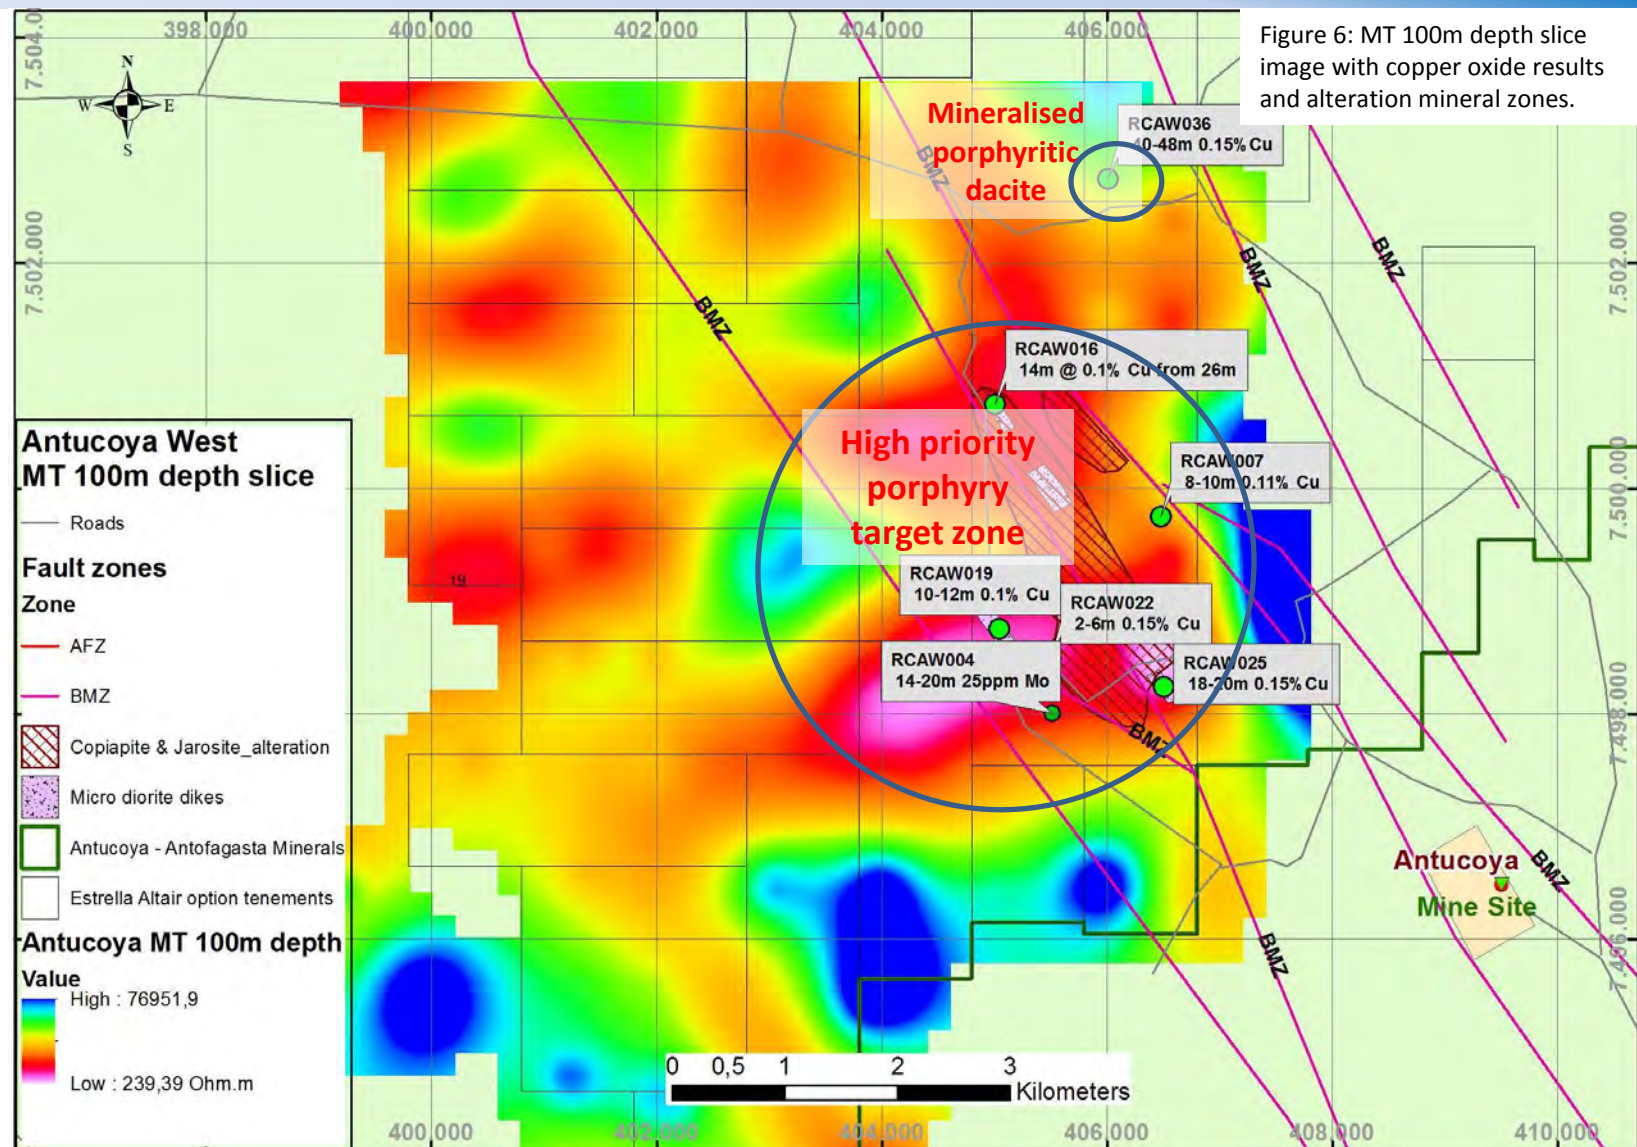 Figure 6: MT 100m depth slice
image with copper oxide results
and alteration mineral zones.
398.000
400.000
402.000
404.000
406.000
7.504.0
7.502.000
7.502.000
7.500.000
7.498.000
7.496.000
N
W
E
S
Mineralised
porphyritic
dacite
RCAW036
40-48m 0.15% Cu
BMZ
BMZ
BMZ
BMZ
RCAW016
14m @ 0.1% Cu from 26m
High priority
porphyry
target zone
RCAW007
8-10m 0.11% Cu
RCAW019
10-12m 0.1% Cu
RCAW022
2-6m 0.15% Cu
RCAW004
14-20m 25ppm Mo
RCAW025
18-20m 0.15% Cu
BMZ
BMZ
BMZ
19
Antucoya
Mine Site
Antucoya West
MT 100m depth slice
Roads
Fault zones
Zone
AFZ
BMZ
Copiapite & Jarosite_alteration
Micro diorite dikes
Antucoya - Antofagasta Minerals
Estrella Altair option tenements
Antucoya MT 100m depth
Value
High : 76951,9
Low : 239,39 Ohm.m
0 0,5 1 2 3
Kilometers
400.000
402.000
404.000
406.000
408.000
410.000